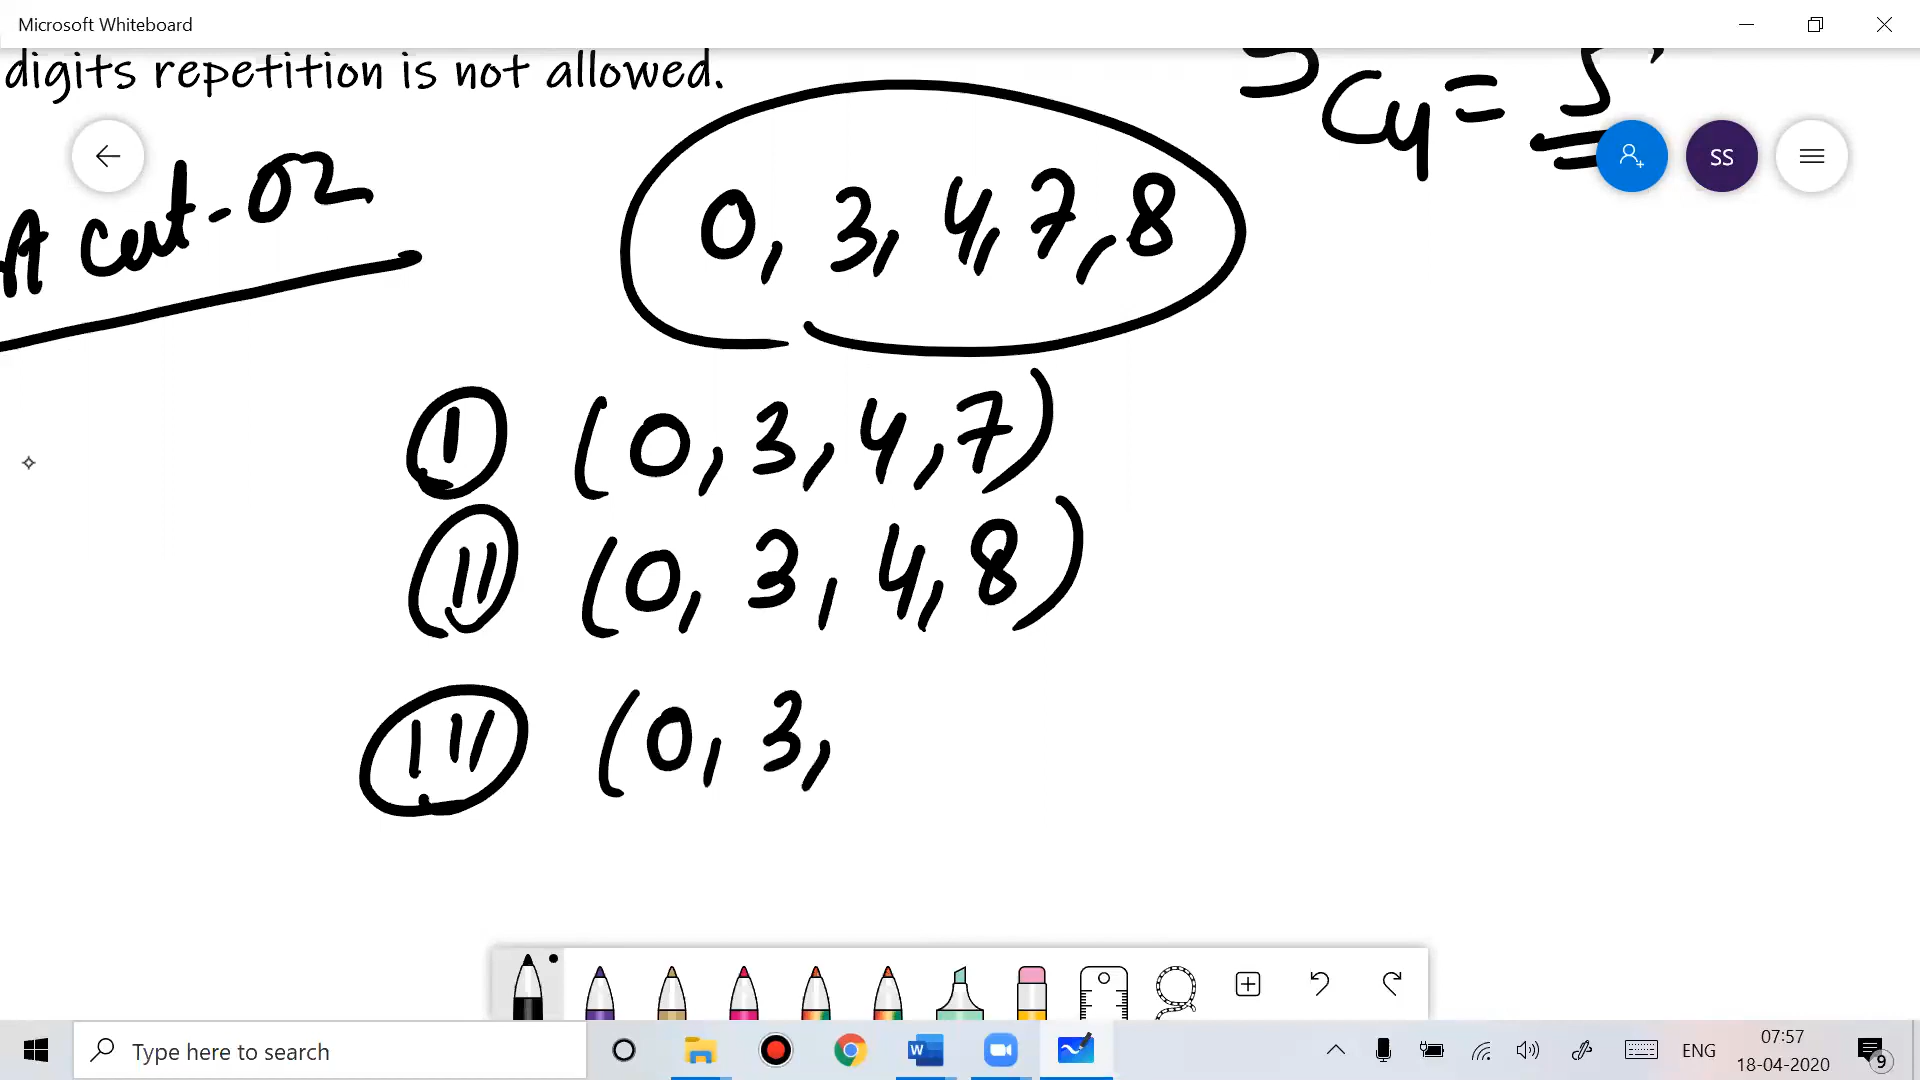 Microsoft Whiteboard
digits repetition is not allowed.
5Cy = 5
A cut-02
0, 3, 4, 7, 8
SS
I (0, 3, 4, 7)
II (0, 3, 4, 8)
III (0, 3,
Type here to search
ENG
07:57
18-04-2020
9